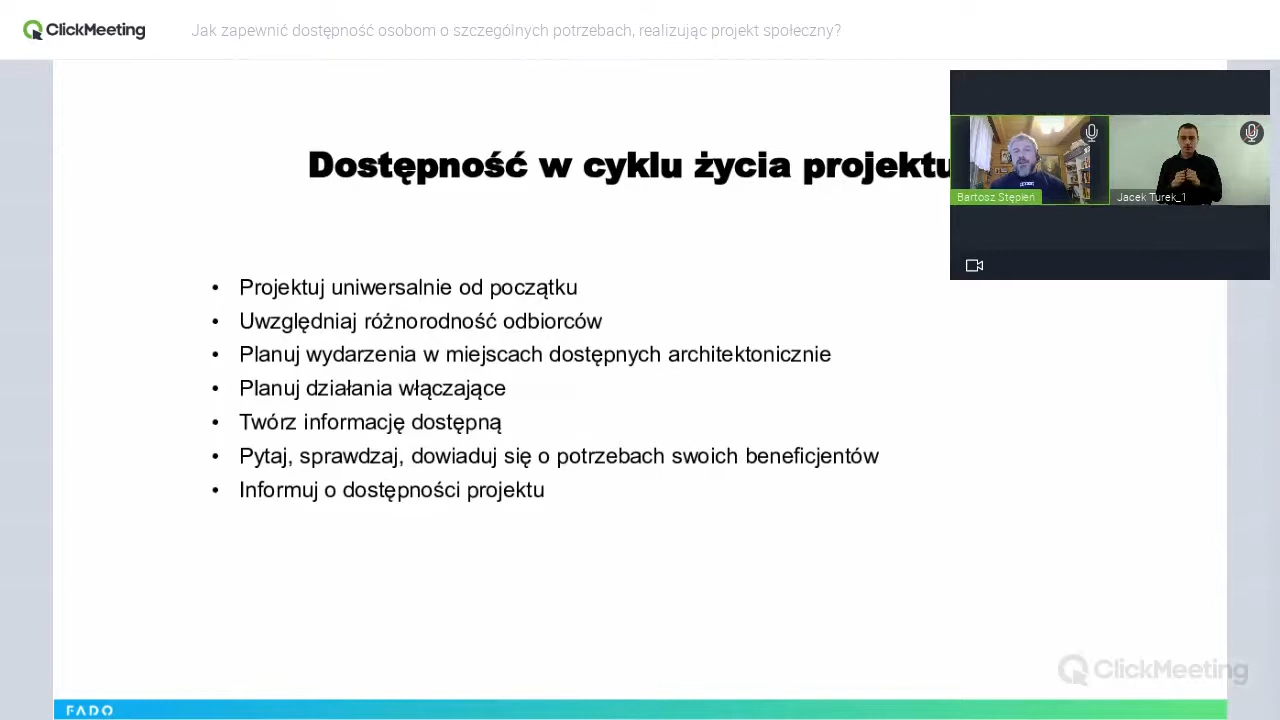 ClickMeeting
Jak zapewnić dostępność osobom o szczególnych potrzebach, realizując projekt społeczny?
Dostępność w cyklu życia projektu
Bartosz Stępień
Jacek Turek_1
• Projektuj uniwersalnie od początku
• Uwzględniaj różnorodność odbiorców
• Planuj wydarzenia w miejscach dostępnych architektonicznie
• Planuj działania włączające
• Twórz informację dostępną
• Pytaj, sprawdzaj, dowiaduj się o potrzebach swoich beneficjentów
• Informuj o dostępności projektu
ClickMeeting
FADO